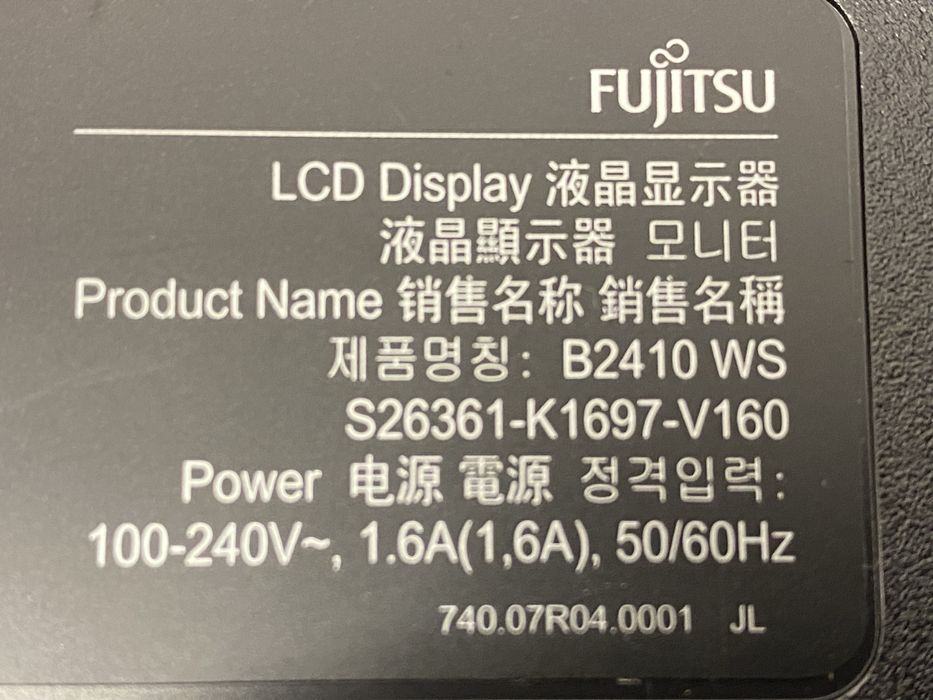 FUJITSU
LCD Display 液晶显示器
液晶顯示器 모니터
Product Name 销售名称 銷售名稱
제품명칭: B2410 WS
S26361-K1697-V160
Power 电源 電源 정격입력:
100-240V~, 1.6A(1,6A), 50/60Hz
740.07R04.0001 JL